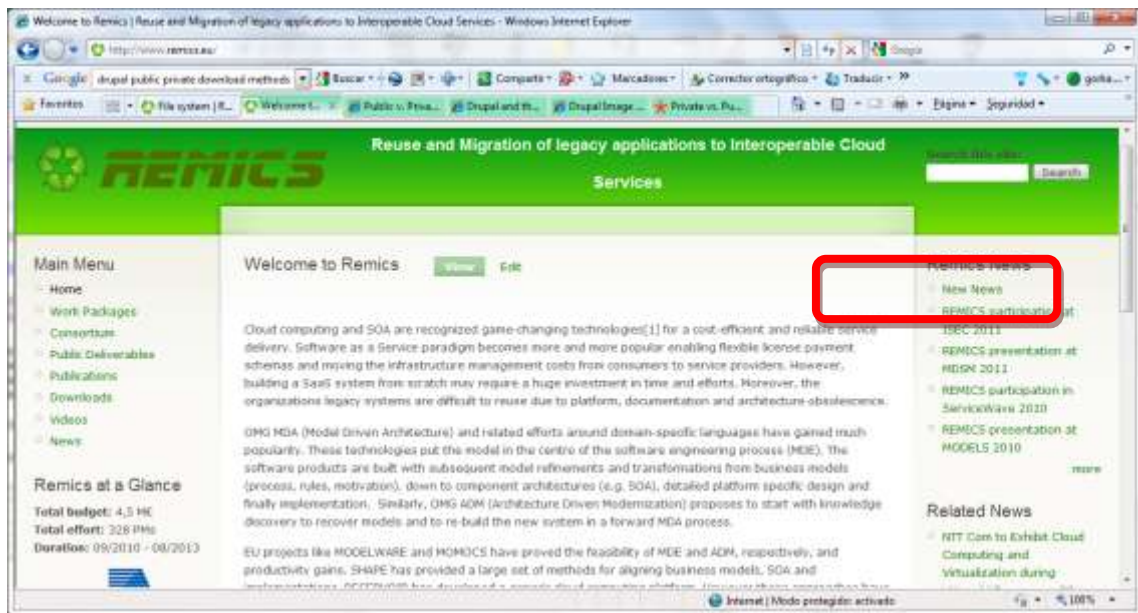 Welcome to Remics | Reuse and Migration of legacy applications to Interoperable Cloud Services - Windows Internet Explorer
http://www.remics.eu/
Google
drupal public private download methods
Buscar
Comparte
Marcadores
Corrector ortográfico
Traducir
Favoritos
File system | R...
Welcome t...
Public v. Priva...
Drupal and th...
Drupal Image ...
Private vs. Pu...
Página
Seguridad
REMICS
Reuse and Migration of legacy applications to Interoperable Cloud
Services
Search this site:
Search
Main Menu
Home
Work Packages
Consortium
Public Deliverables
Publications
Downloads
Videos
News
Remics at a Glance
Total budget: 4,5 M€
Total effort: 328 PMs
Duration: 09/2010 - 08/2013
Welcome to Remics
View
Edit
Cloud computing and SOA are recognized game-changing technologies[1] for a cost-efficient and reliable service
delivery. Software as a Service paradigm becomes more and more popular enabling flexible license payment
schemas and moving the infrastructure management costs from consumers to service providers. However,
building a SaaS system from scratch may require a huge investment in time and efforts. Moreover, the
organizations legacy systems are difficult to reuse due to platform, documentation and architecture obsolescence.
OMG MDA (Model Driven Architecture) and related efforts around domain-specific languages have gained much
popularity. These technologies put the model in the centre of the software engineering process (MDE). The
software products are built with subsequent model refinements and transformations from business models
(process, rules, motivation), down to component architectures (e.g. SOA), detailed platform specific design and
finally implementation. Similarly, OMG ADM (Architecture Driven Modernization) proposes to start with knowledge
discovery to recover models and to re-build the new system in a forward MDA process.
EU projects like MODELWARE and MOMOCS have proved the feasibility of MDE and ADM, respectively, and
productivity gains. SHAPE has provided a large set of methods for aligning business models, SOA and
Remics News
New News
REMICS participation at
ISEC 2011
REMICS presentation at
MDSM 2011
REMICS participation in
ServiceWave 2010
REMICS presentation at
MODELS 2010
more
Related News
NTT Com to Exhibit Cloud
Computing and
Virtualization during
Internet | Modo protegido: activado
100%